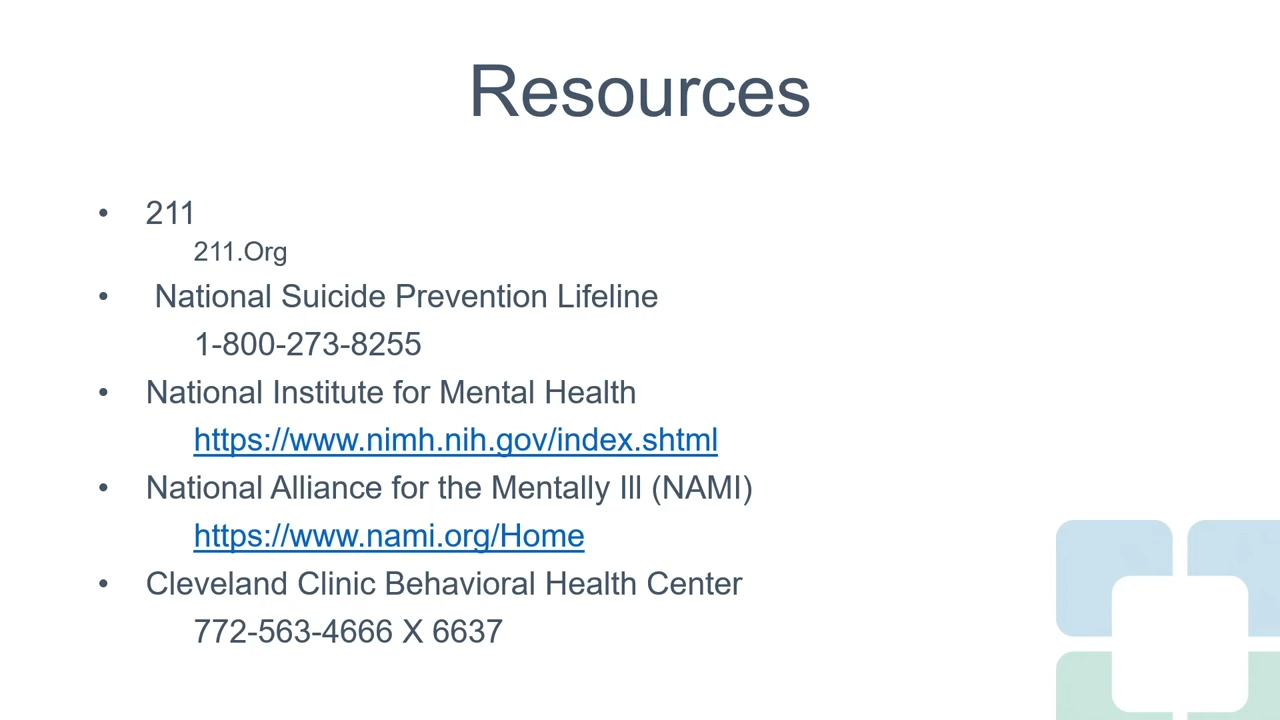 Resources
• 211
211.Org
• National Suicide Prevention Lifeline
1-800-273-8255
• National Institute for Mental Health
https://www.nimh.nih.gov/index.shtml
• National Alliance for the Mentally Ill (NAMI)
https://www.nami.org/Home
• Cleveland Clinic Behavioral Health Center
772-563-4666 X 6637